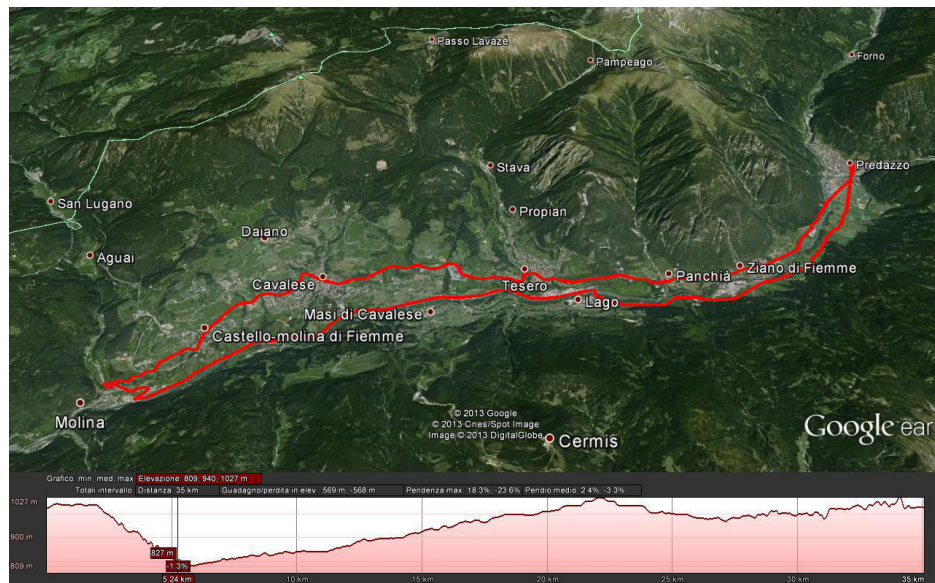 Passo Lavazè
Forno
Pampeago
Predazzo
Stava
San Lugano
Propian
Daiano
Aguai
Ziano di Fiemme
Panchià
Cavalese
Tesero
Lago
Masi di Cavalese
Castello-molina di Fiemme
Molina
© 2013 Google
© 2013 Cnes/Spot Image
Image © 2013 DigitalGlobe
Cermis
Google ear
Grafico min, med, max Elevazione: 809, 940, 1027 m
Totali intervallo Distanza: 35 km Guadagno/perdita in elev.: 569 m, -568 m Pendenza max: 18.3%, -23.6% Pendio medio: 2.4%, -3.3%
1027 m
900 m
827 m
-1.3%
809 m
5.24 km 10 km 15 km 20 km 25 km 30 km 35 km